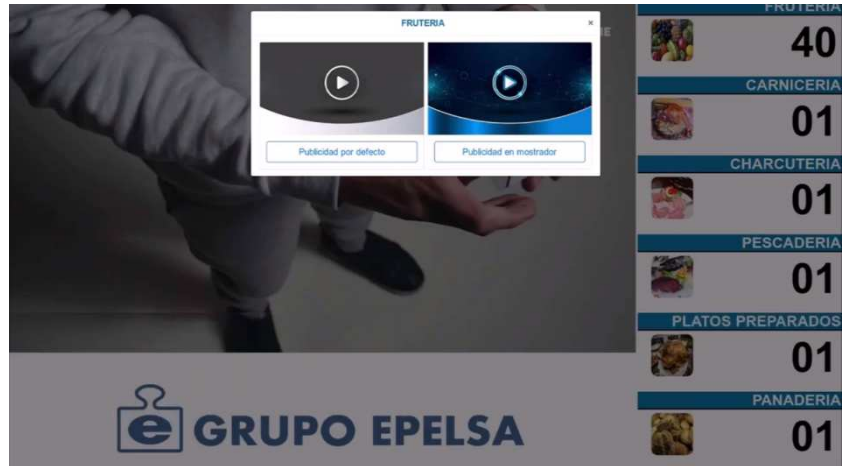 FRUTERIA
×
Publicidad por defecto
Publicidad en mostrador
e GRUPO EPELSA
FRUTERIA
40
CARNICERIA
01
CHARCUTERIA
01
PESCADERIA
01
PLATOS PREPARADOS
01
PANADERIA
01